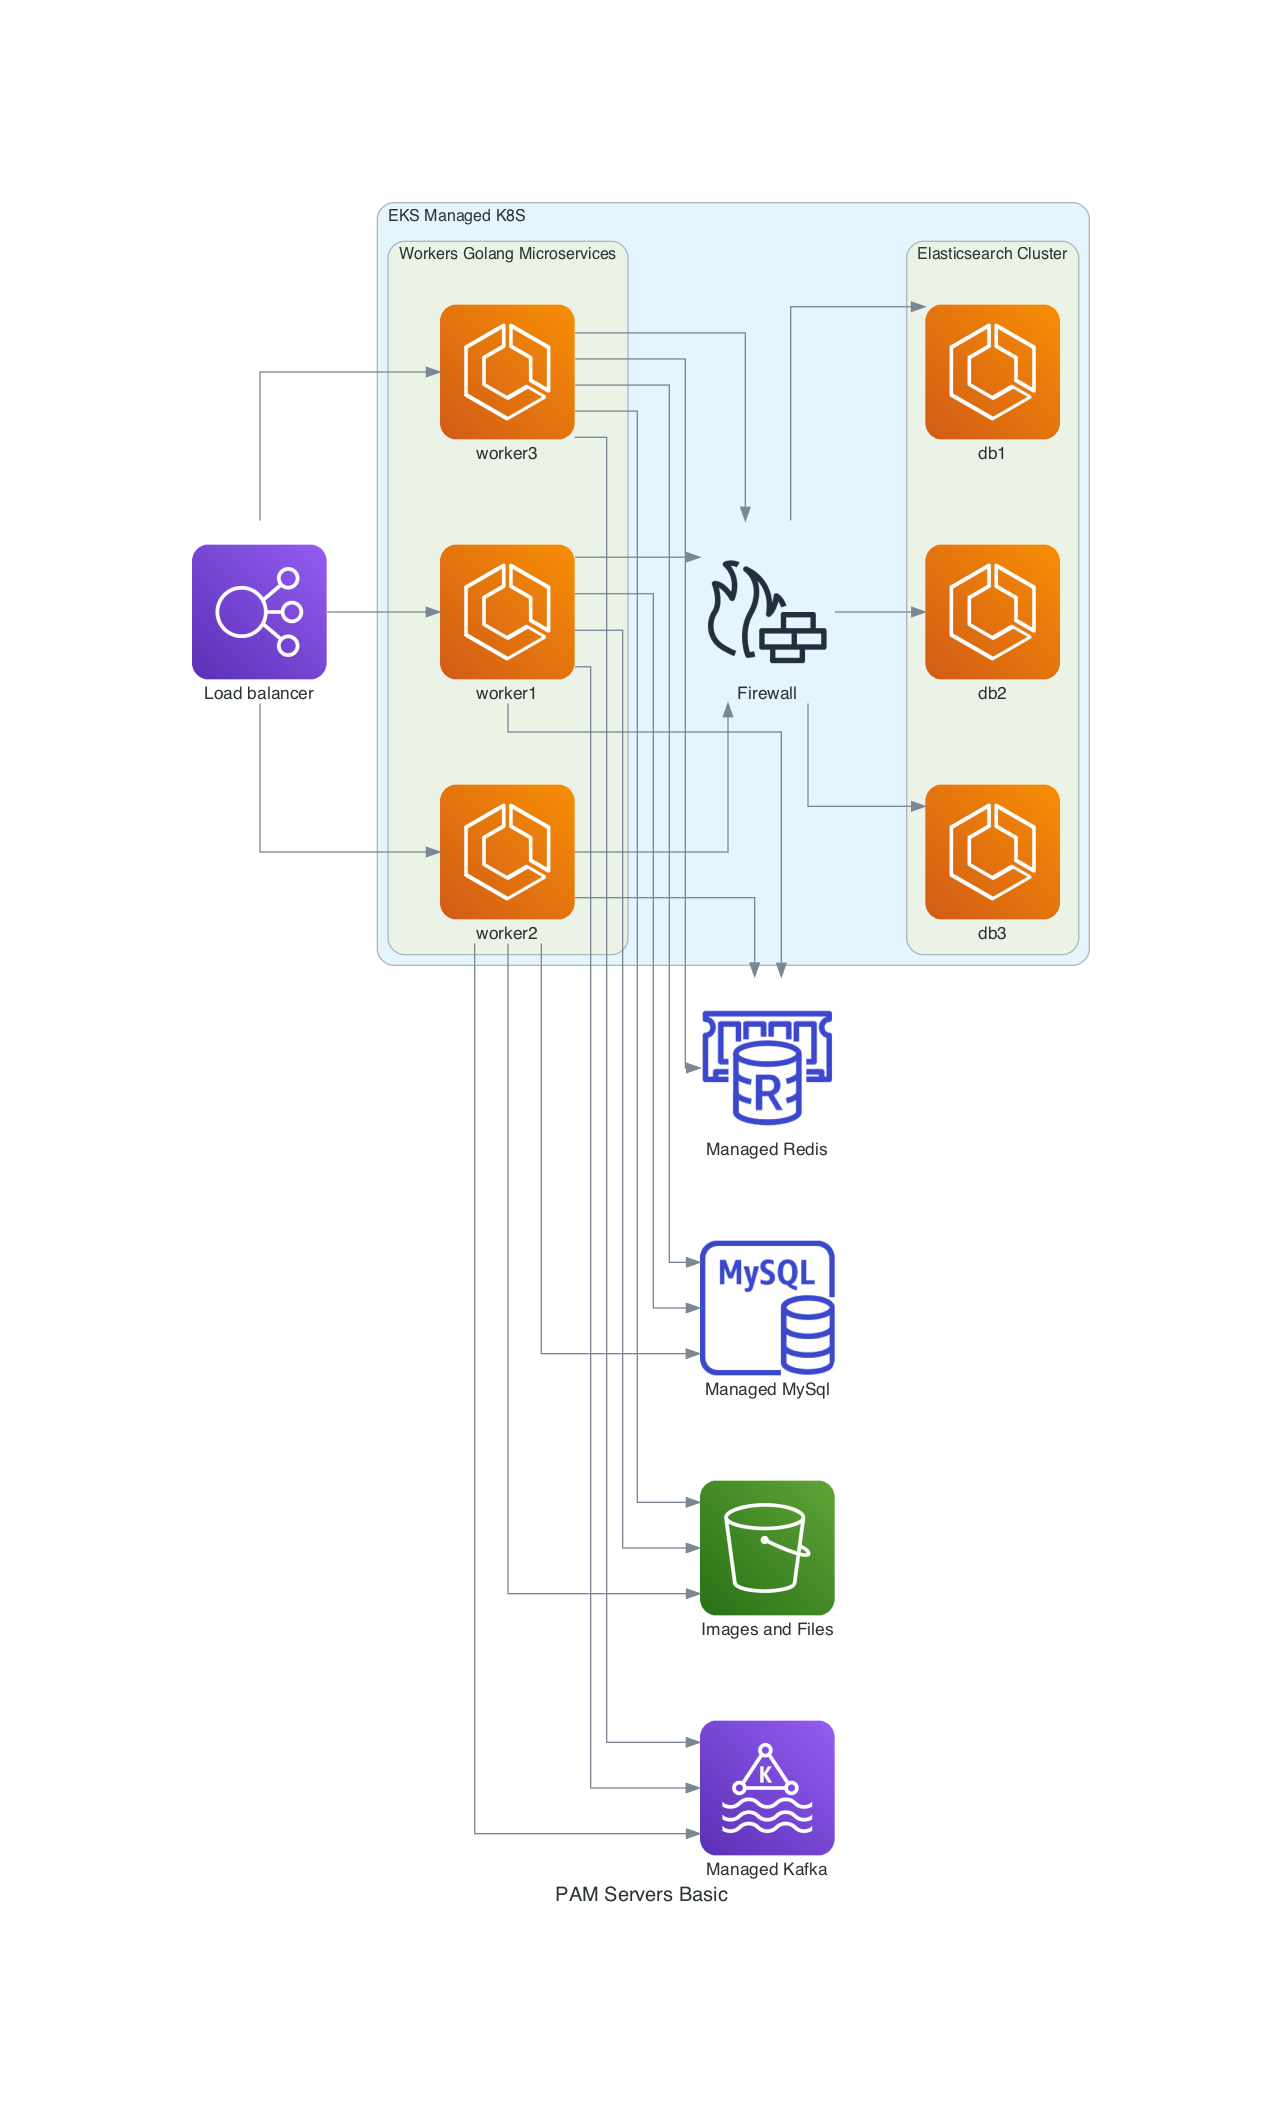 EKS Managed K8S
Workers Golang Microservices
Elasticsearch Cluster
worker3
db1
Load balancer
worker1
Firewall
db2
worker2
db3
R
Managed Redis
MySQL
Managed MySql
Images and Files
K
Managed Kafka
PAM Servers Basic